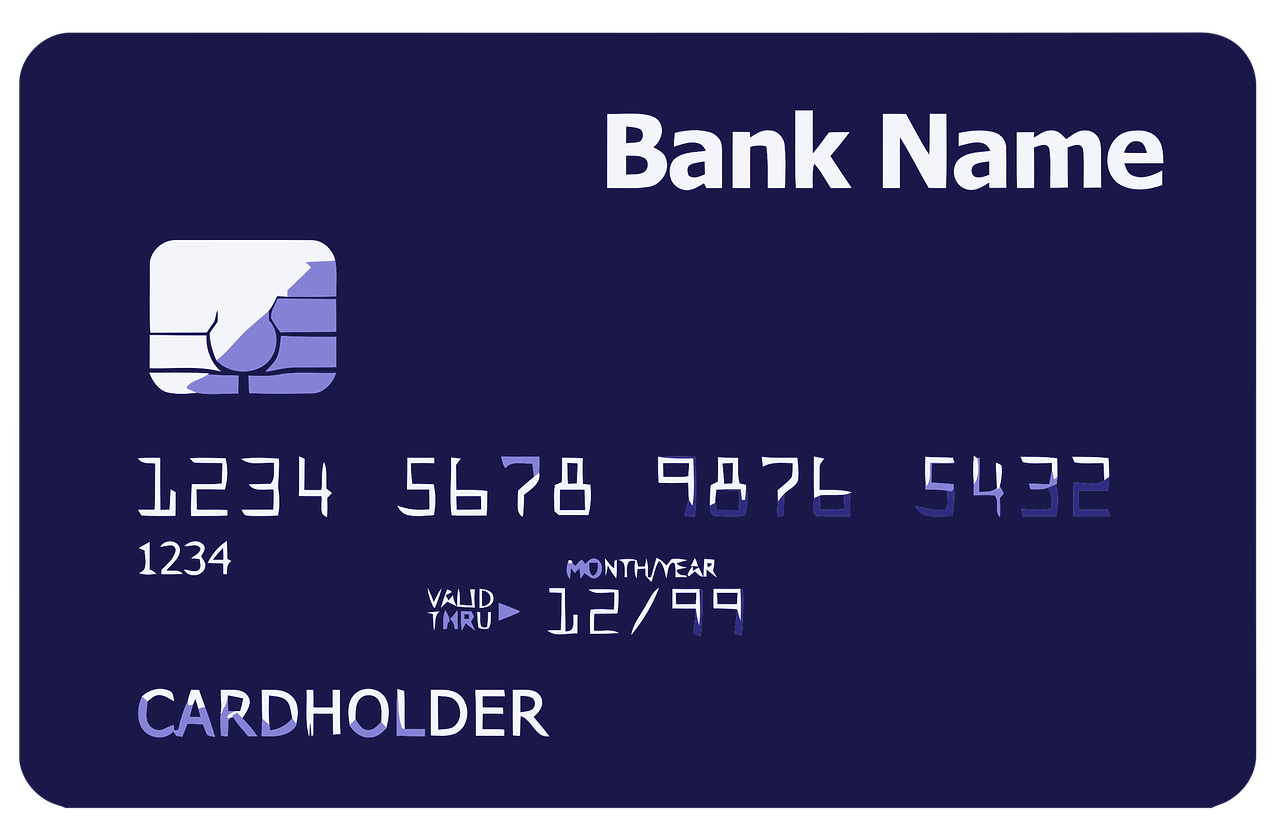 Bank Name
1234 5678 9876 5432
1234
MONTH/YEAR
VALID
THRU
12/99
CARDHOLDER